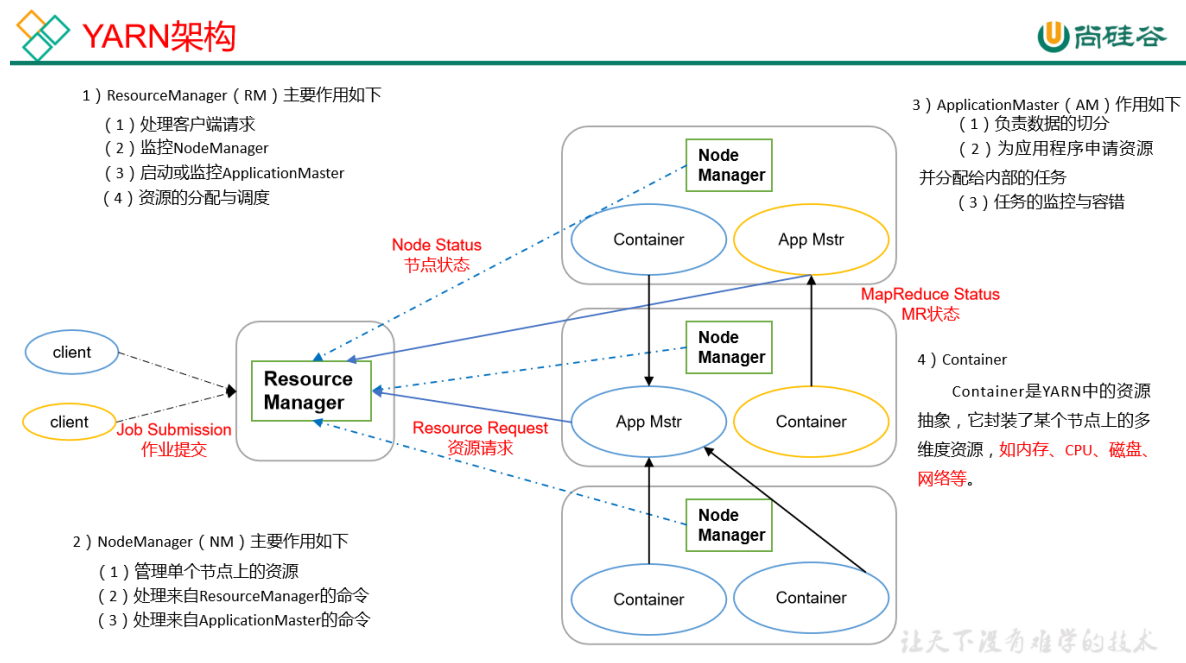 YARN架构
尚硅谷
1）ResourceManager（RM）主要作用如下
（1）处理客户端请求
（2）监控NodeManager
（3）启动或监控ApplicationMaster
（4）资源的分配与调度
3）ApplicationMaster（AM）作用如下
（1）负责数据的切分
（2）为应用程序申请资源
并分配给内部的任务
（3）任务的监控与容错
Node
Manager
Container
App Mstr
Node Status
节点状态
MapReduce Status
MR状态
client
client
Job Submission
作业提交
Resource
Manager
Resource Request
资源请求
Node
Manager
App Mstr
Container
4）Container
Container是YARN中的资源
抽象，它封装了某个节点上的多
维度资源，如内存、CPU、磁盘、
网络等。
Node
Manager
Container
Container
2）NodeManager（NM）主要作用如下
（1）管理单个节点上的资源
（2）处理来自ResourceManager的命令
（3）处理来自ApplicationMaster的命令
让天下没有难学的技术